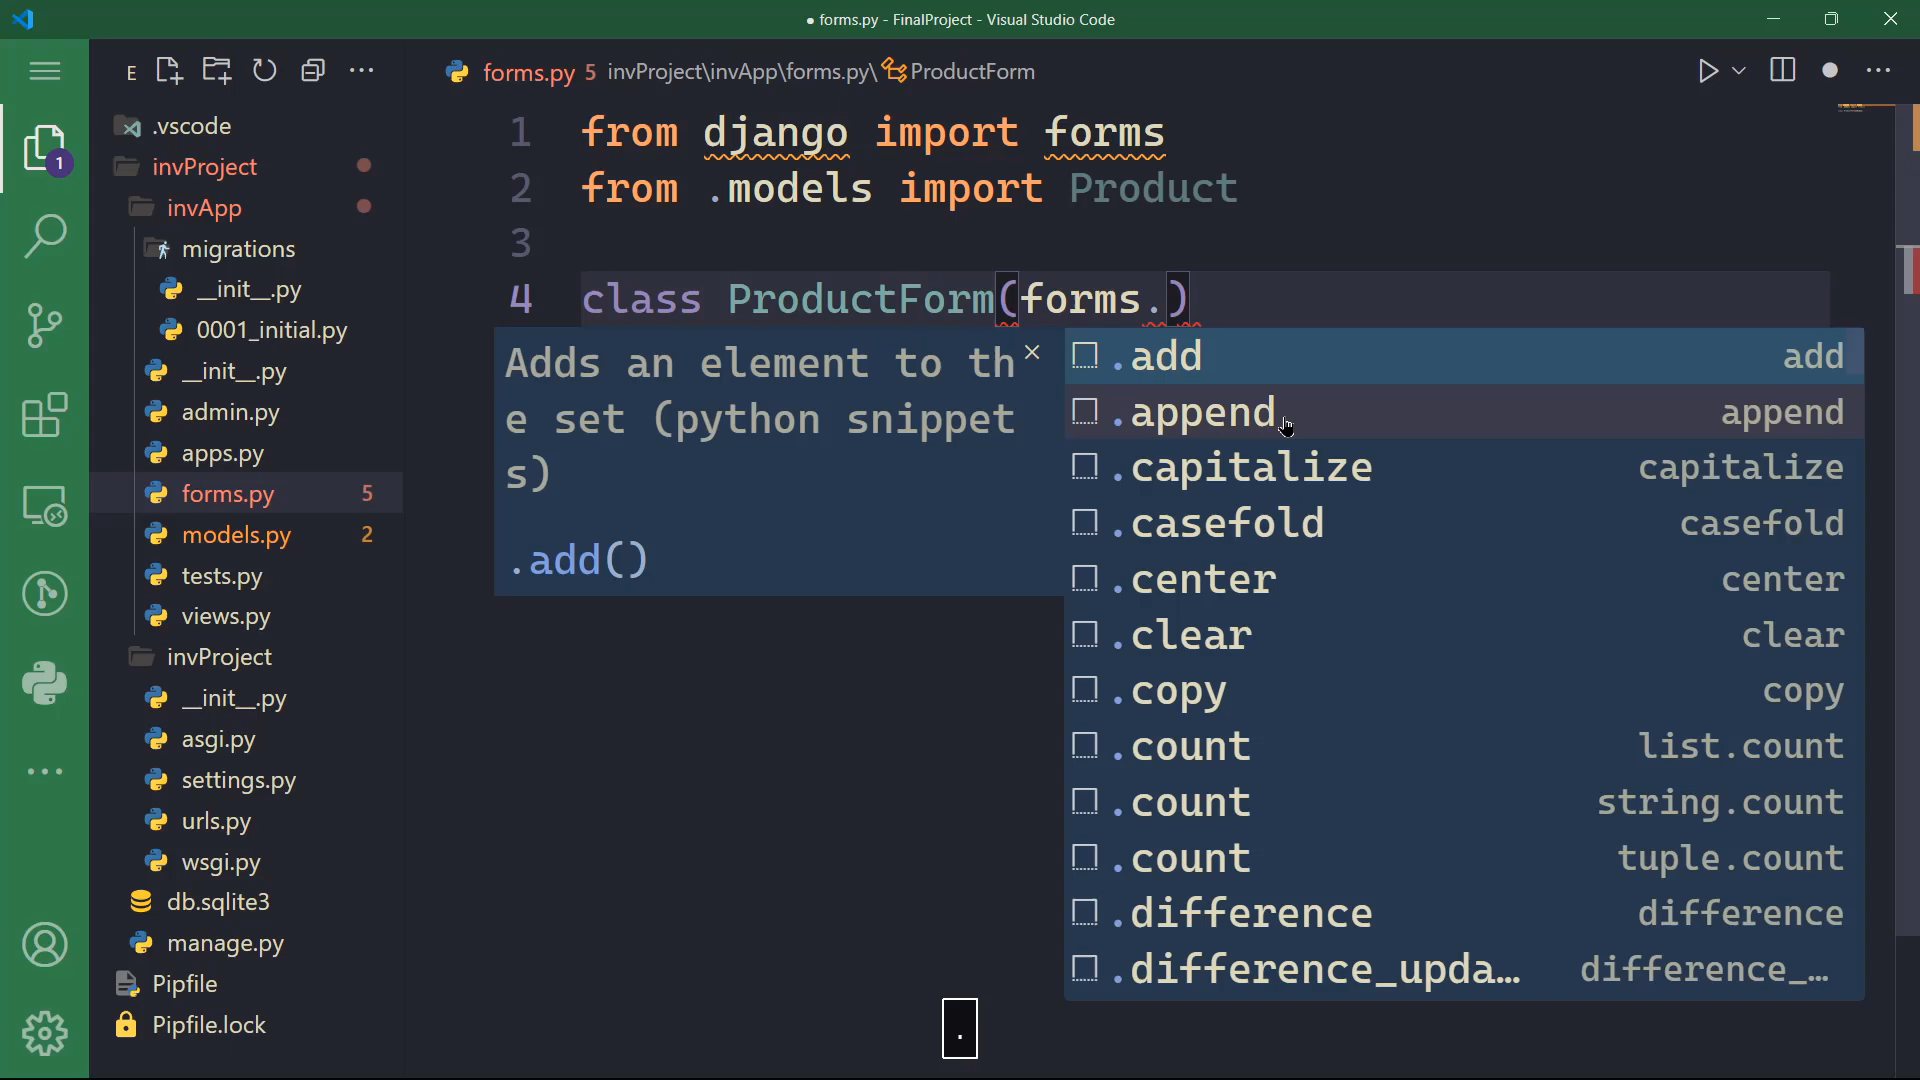 ● forms.py - FinalProject - Visual Studio Code
E
forms.py 5 invProject\invApp\forms.py\ ProductForm
1
.vscode
invProject
invApp
migrations
__init__.py
0001_initial.py
__init__.py
admin.py
apps.py
forms.py 5
models.py 2
tests.py
views.py
invProject
__init__.py
asgi.py
settings.py
urls.py
wsgi.py
db.sqlite3
manage.py
Pipfile
Pipfile.lock
1 from django import forms
2 from .models import Product
3
4 class ProductForm(forms.)
Adds an element to th
e set (python snippet
s)
.add()
.add add
.append append
.capitalize capitalize
.casefold casefold
.center center
.clear clear
.copy copy
.count list.count
.count string.count
.count tuple.count
.difference difference
.difference_upda… difference_…
.